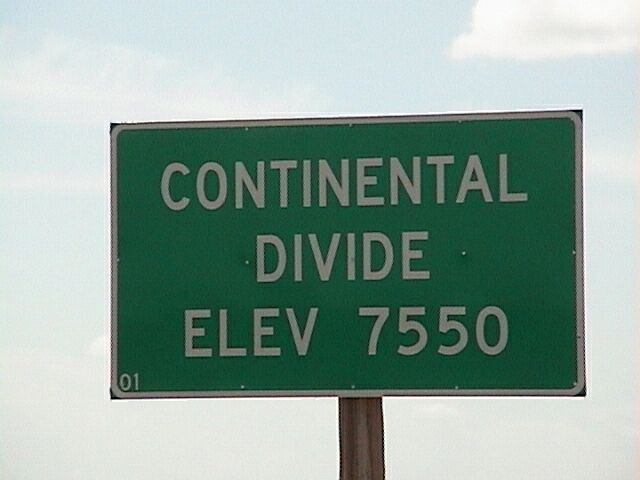 CONTINENTAL
DIVIDE
ELEV 7550
01